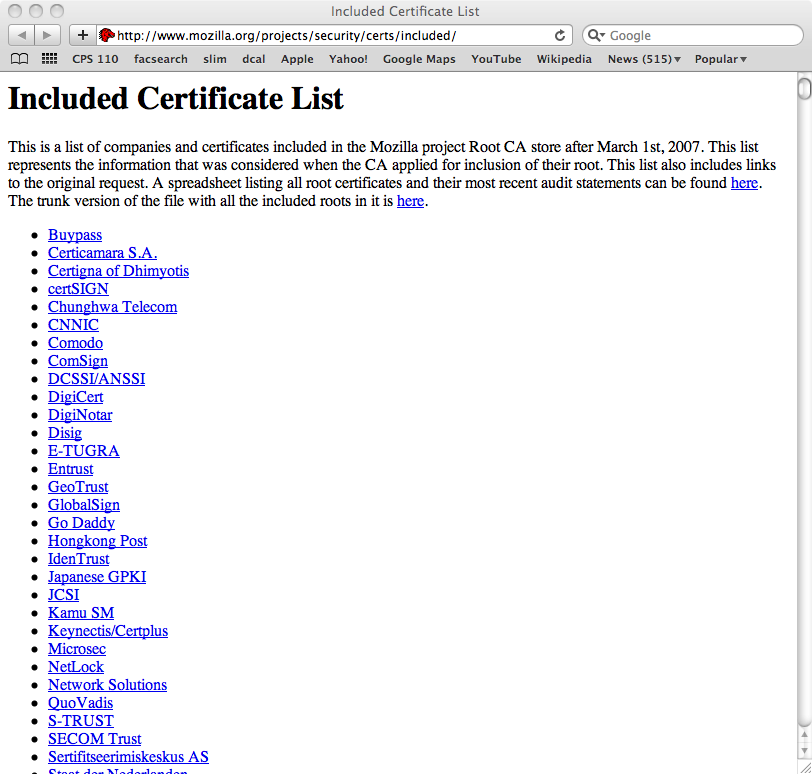 Included Certificate List
http://www.mozilla.org/projects/security/certs/included/
Google
CPS 110 facsearch slim dcal Apple Yahoo! Google Maps YouTube Wikipedia News (515) Popular
Included Certificate List
This is a list of companies and certificates included in the Mozilla project Root CA store after March 1st, 2007. This list
represents the information that was considered when the CA applied for inclusion of their root. This list also includes links
to the original request. A spreadsheet listing all root certificates and their most recent audit statements can be found here.
The trunk version of the file with all the included roots in it is here.
Buypass
Certicamara S.A.
Certigna of Dhimyotis
certSIGN
Chunghwa Telecom
CNNIC
Comodo
ComSign
DCSSI/ANSSI
DigiCert
DigiNotar
Disig
E-TUGRA
Entrust
GeoTrust
GlobalSign
Go Daddy
Hongkong Post
IdenTrust
Japanese GPKI
JCSI
Kamu SM
Keynectis/Certplus
Microsec
NetLock
Network Solutions
QuoVadis
S-TRUST
SECOM Trust
Sertifitseerimiskeskus AS
Staat der Nederlanden